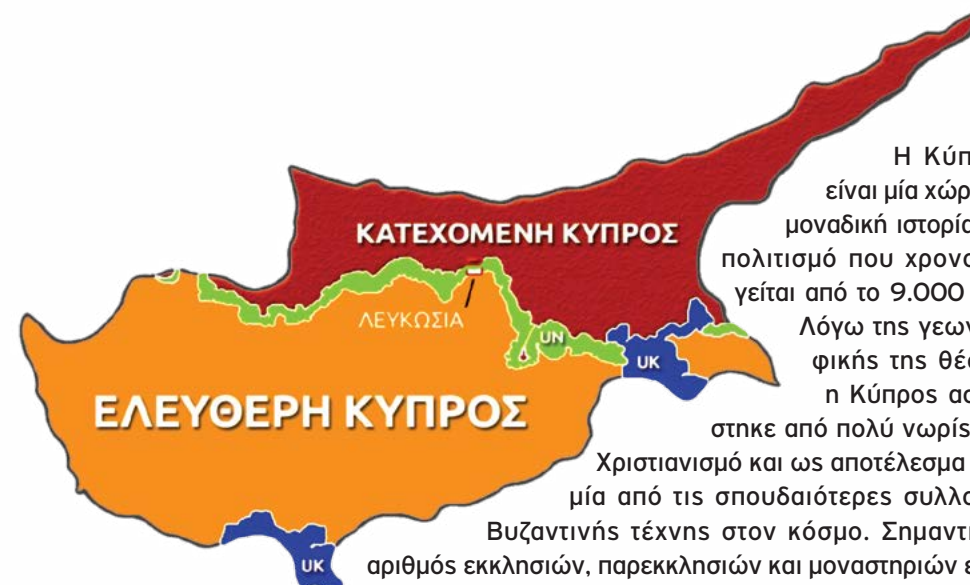 ΚΑΤΕΧΟΜΕΝΗ ΚΥΠΡΟΣ
ΛΕΥΚΩΣΙΑ
UN
UK
ΕΛΕΥΘΕΡΗ ΚΥΠΡΟΣ
UK
Η Κύπ
είναι μία χώρ
μοναδική ιστορία
πολιτισμό που χρονο
γείται από το 9.000
Λόγω της γεων
φικής της θέσ
η Κύπρος ασ
στηκε από πολύ νωρίς
Χριστιανισμό και ως αποτέλεσμα
μία από τις σπουδαιότερες συλλο
Βυζαντινής τέχνης στον κόσμο. Σημαντι
αριθμός εκκλησιών, παρεκκλησιών και μοναστηριών ε